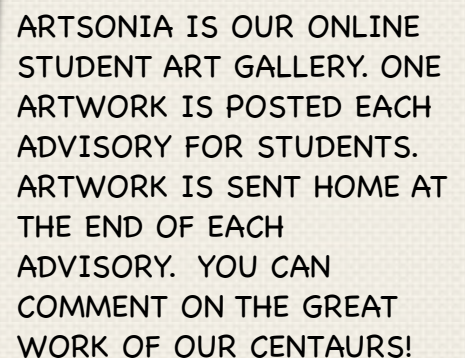 ARTSONIA IS OUR ONLINE
STUDENT ART GALLERY. ONE
ARTWORK IS POSTED EACH
ADVISORY FOR STUDENTS.
ARTWORK IS SENT HOME AT
THE END OF EACH
ADVISORY. YOU CAN
COMMENT ON THE GREAT
WORK OF OUR CENTAURS!